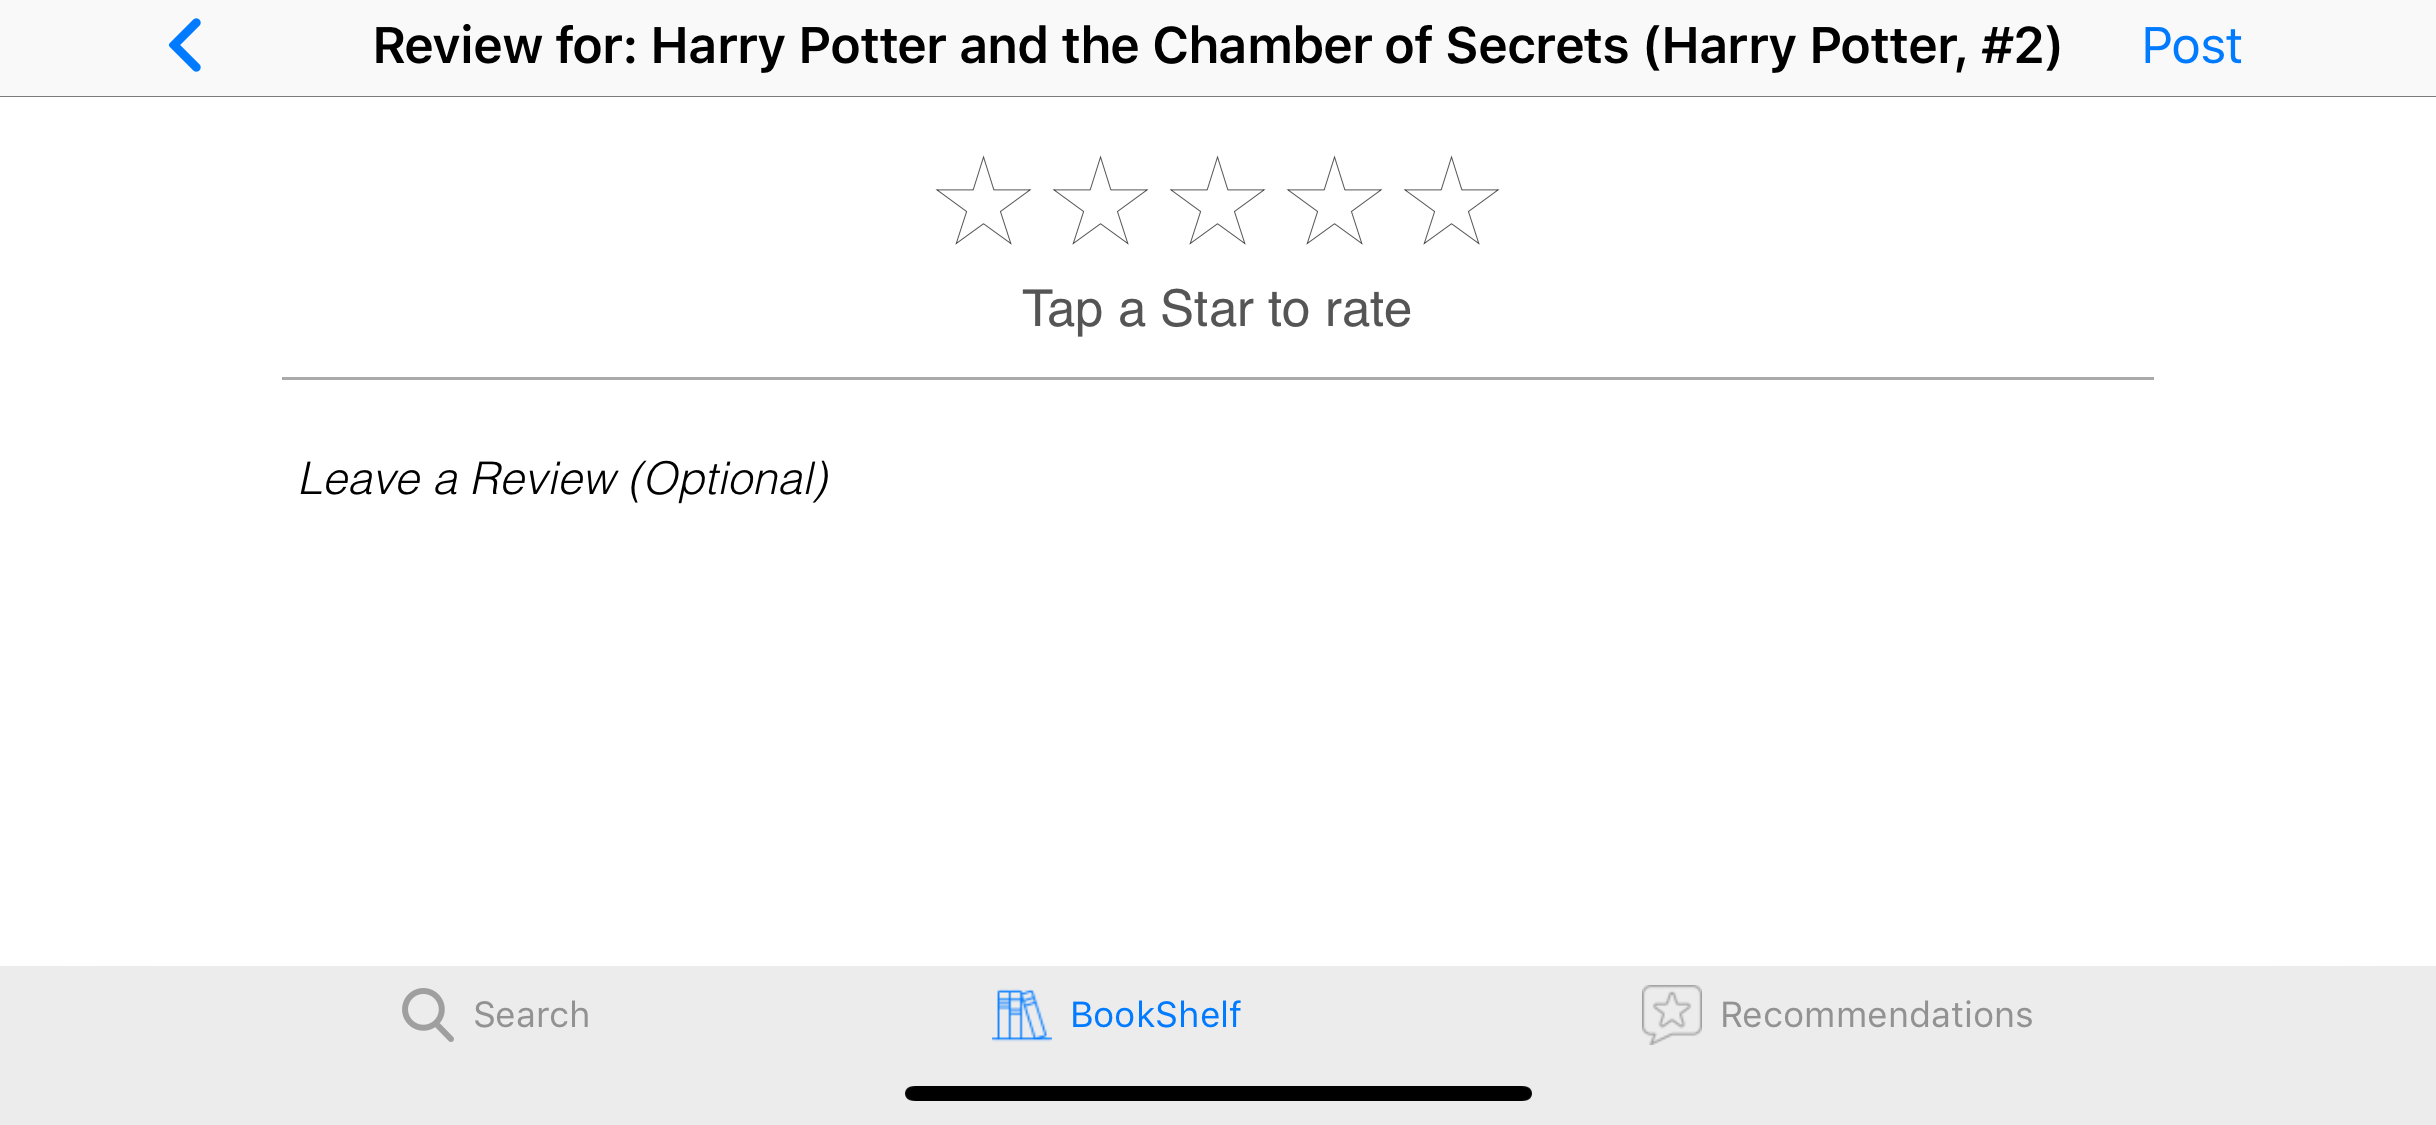 Review for: Harry Potter and the Chamber of Secrets (Harry Potter, #2)
Post
Tap a Star to rate
Leave a Review (Optional)
Search
BookShelf
Recommendations